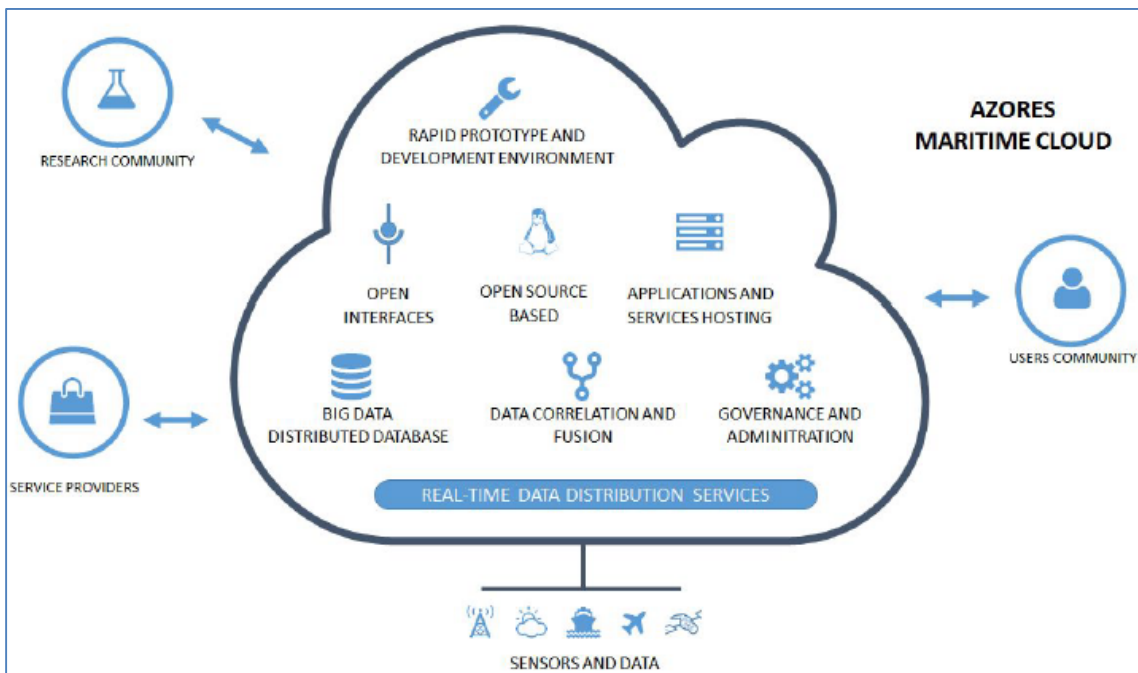 AZORES
MARITIME CLOUD
RAPID PROTOTYPE AND
DEVELOPMENT ENVIRONMENT
RESEARCH COMMUNITY
OPEN
INTERFACES
OPEN SOURCE
BASED
APPLICATIONS AND
SERVICES HOSTING
USERS COMMUNITY
BIG DATA
DISTRIBUTED DATABASE
DATA CORRELATION AND
FUSION
GOVERNANCE AND
ADMINITRATION
SERVICE PROVIDERS
REAL-TIME DATA DISTRIBUTION SERVICES
SENSORS AND DATA